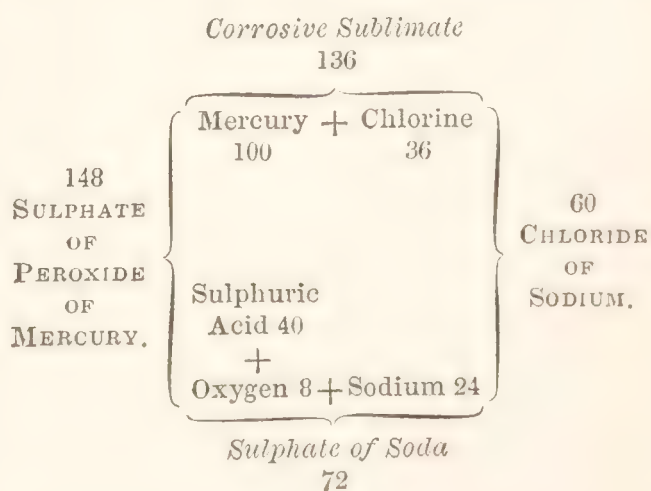 Corrosive Sublimate
136
Mercury + Chlorine
100 36
148
SULPHATE
OF
PEROXIDE
OF
MERCURY.
60
CHLORIDE
OF
SODIUM.
Sulphuric
Acid 40
+
Oxygen 8 + Sodium 24
Sulphate of Soda
72